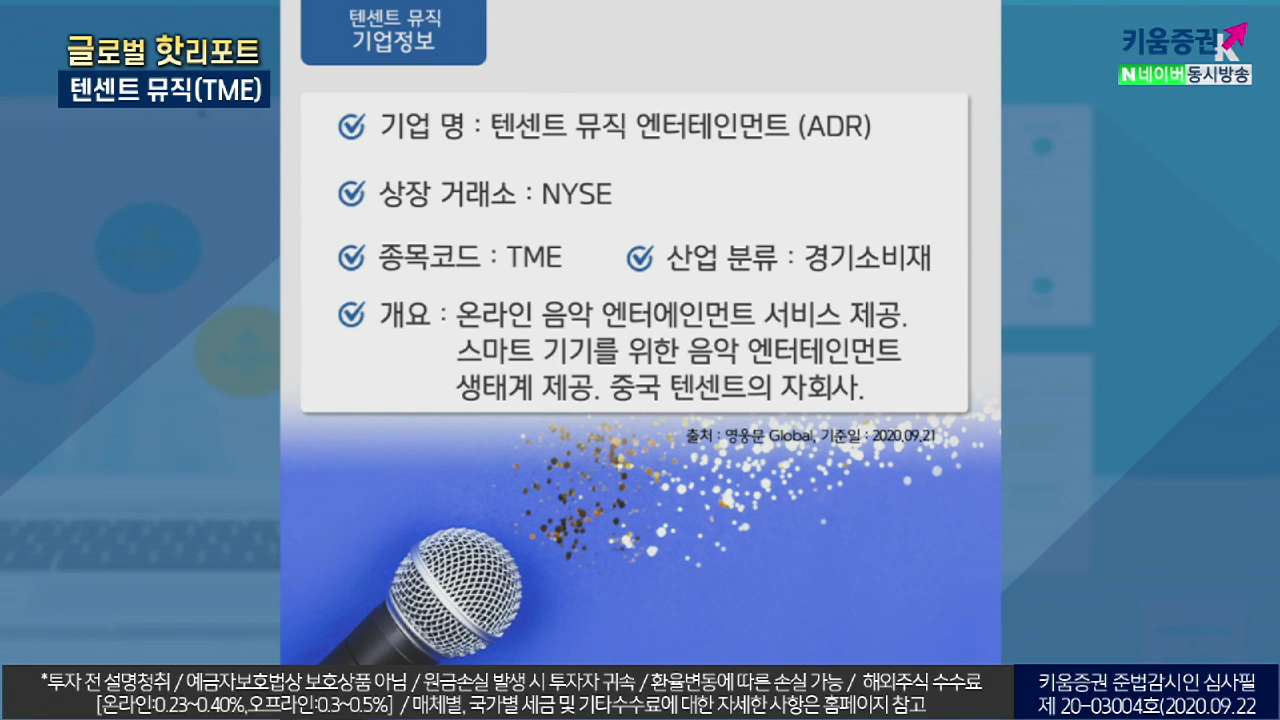 텐센트 뮤직
기업정보
글로벌 핫리포트
텐센트 뮤직(TME)
키움증권
N 네이버 동시방송
기업 명 : 텐센트 뮤직 엔터테인먼트 (ADR)
상장 거래소 : NYSE
종목코드 : TME 산업 분류 : 경기소비재
개요 : 온라인 음악 엔터에인먼트 서비스 제공.
스마트 기기를 위한 음악 엔터테인먼트
생태계 제공. 중국 텐센트의 자회사.
출처 : 영웅문 Global, 기준일 : 2020.09.21
*투자 전 설명청취 / 예금자보호법상 보호상품 아님 / 원금손실 발생 시 투자자 귀속 / 환율변동에 따른 손실 가능 / 해외주식 수수료
[온라인:0.23~0.40%,오프라인:0.3~0.5%] / 매체별, 국가별 세금 및 기타수수료에 대한 자세한 사항은 홈페이지 참고
키움증권 준법감시인 심사필
제 20-03004호(2020.09.22